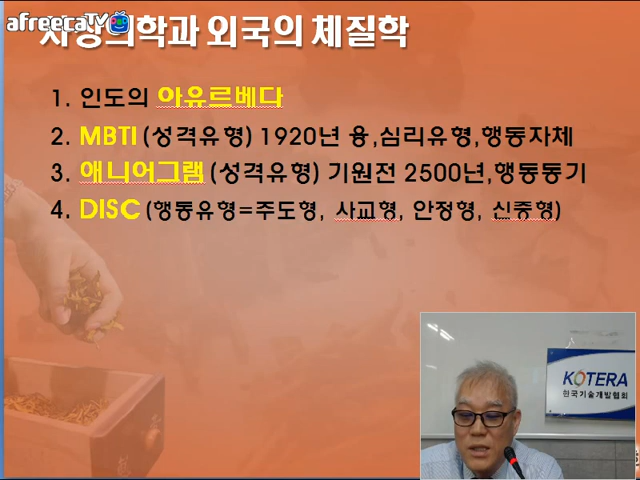 afreecaTV
사상의학과 외국의 체질학
1. 인도의 아유르베다
2. MBTI (성격유형) 1920년 융,심리유형,행동자체
3. 애니어그램 (성격유형) 기원전 2500년,행동동기
4. DISC (행동유형=주도형, 사교형, 안정형, 신중형)
KOTERA
한국기술개발협회